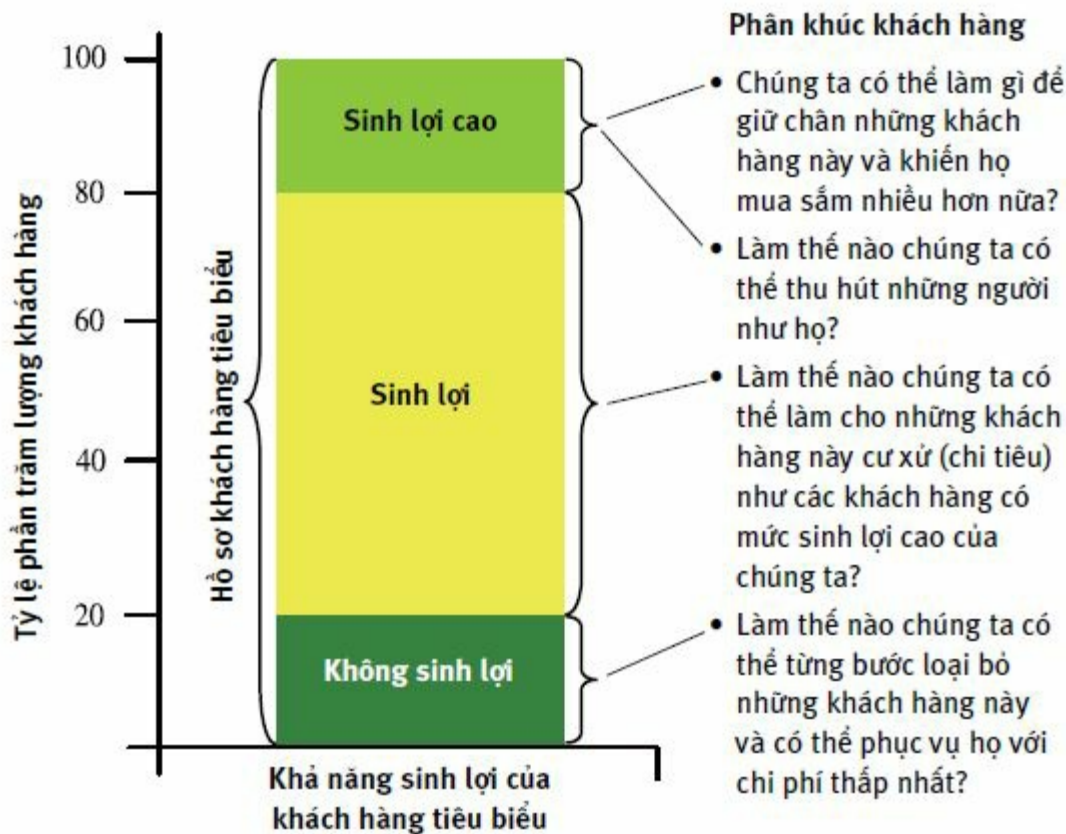 Phân khúc khách hàng
100
80
60
40
20
Tỷ lệ phần trăm lượng khách hàng
Hồ sơ khách hàng tiêu biểu
Sinh lợi cao
Sinh lợi
Không sinh lợi
Khả năng sinh lợi của
khách hàng tiêu biểu
• Chúng ta có thể làm gì để
giữ chân những khách
hàng này và khiến họ
mua sắm nhiều hơn nữa?
• Làm thế nào chúng ta có
thể thu hút những người
như họ?
• Làm thế nào chúng ta có
thể làm cho những khách
hàng này cư xử (chi tiêu)
như các khách hàng có
mức sinh lợi cao của
chúng ta?
• Làm thế nào chúng ta có
thể từng bước loại bỏ
những khách hàng này
và có thể phục vụ họ với
chi phí thấp nhất?